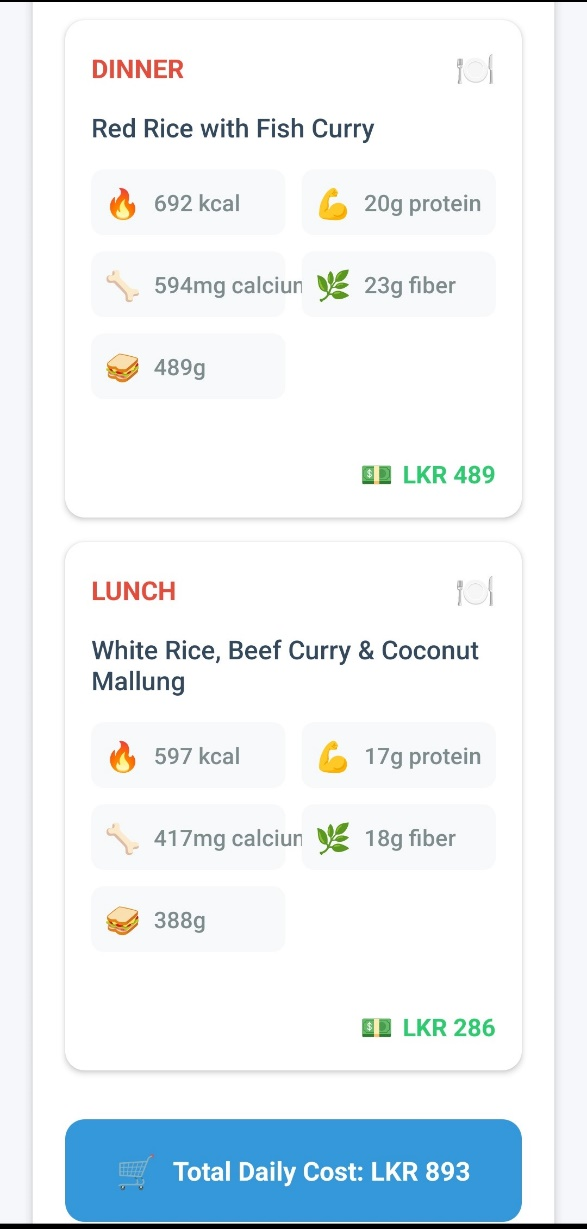 DINNER
Red Rice with Fish Curry
692 kcal
20g protein
594mg calciun
23g fiber
489g
LKR 489
LUNCH
White Rice, Beef Curry & Coconut
Mallung
597 kcal
17g protein
417mg calciun
18g fiber
388g
LKR 286
Total Daily Cost: LKR 893